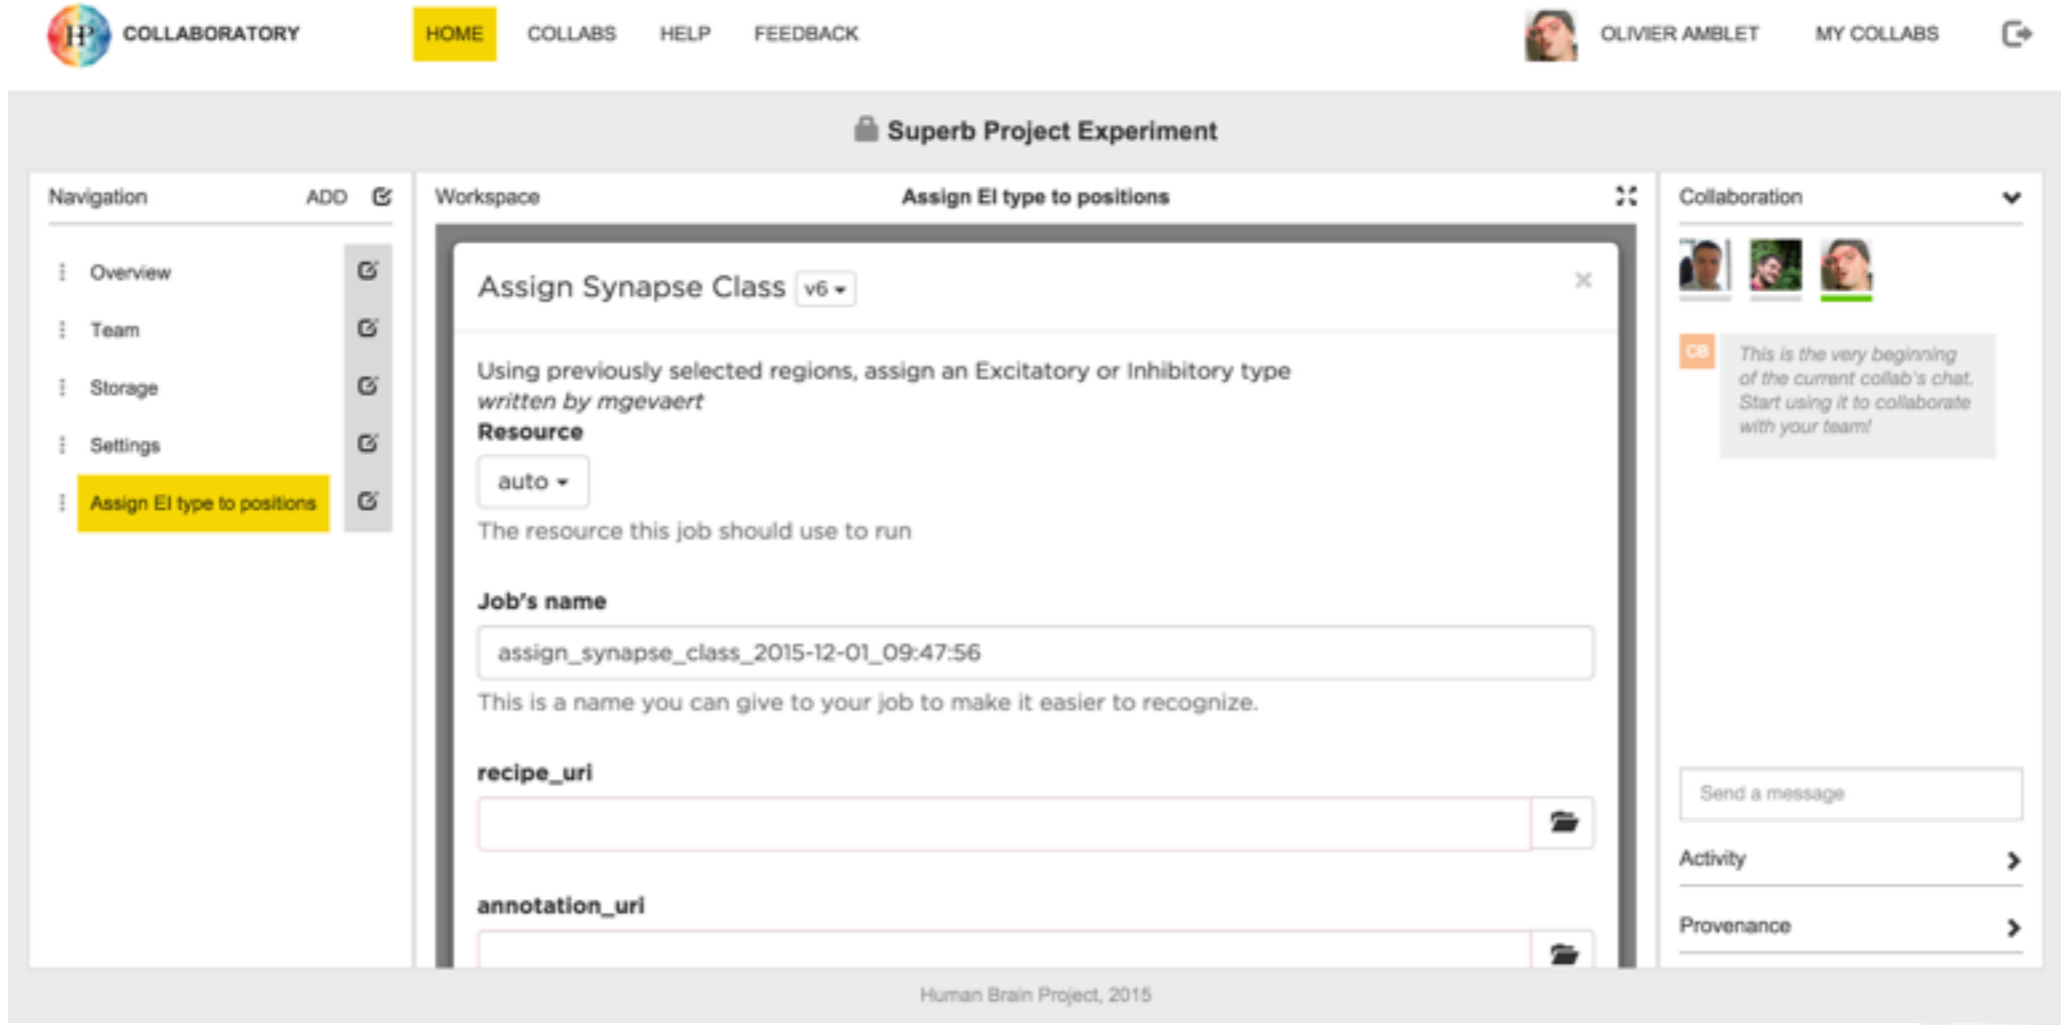 HP COLLABORATORY HOME COLLABS HELP FEEDBACK OLIVIER AMBLET MY COLLABS
Superb Project Experiment
Navigation ADD
Overview
Team
Storage
Settings
Assign EI type to positions
Workspace Assign EI type to positions
Assign Synapse Class v6
Using previously selected regions, assign an Excitatory or Inhibitory type
written by mgevaert
Resource
auto
The resource this job should use to run
Job's name
assign_synapse_class_2015-12-01_09:47:56
This is a name you can give to your job to make it easier to recognize.
recipe_uri
annotation_uri
Collaboration
CB
This is the very beginning
of the current collab's chat.
Start using it to collaborate
with your team!
Send a message
Activity
Provenance
Human Brain Project, 2015